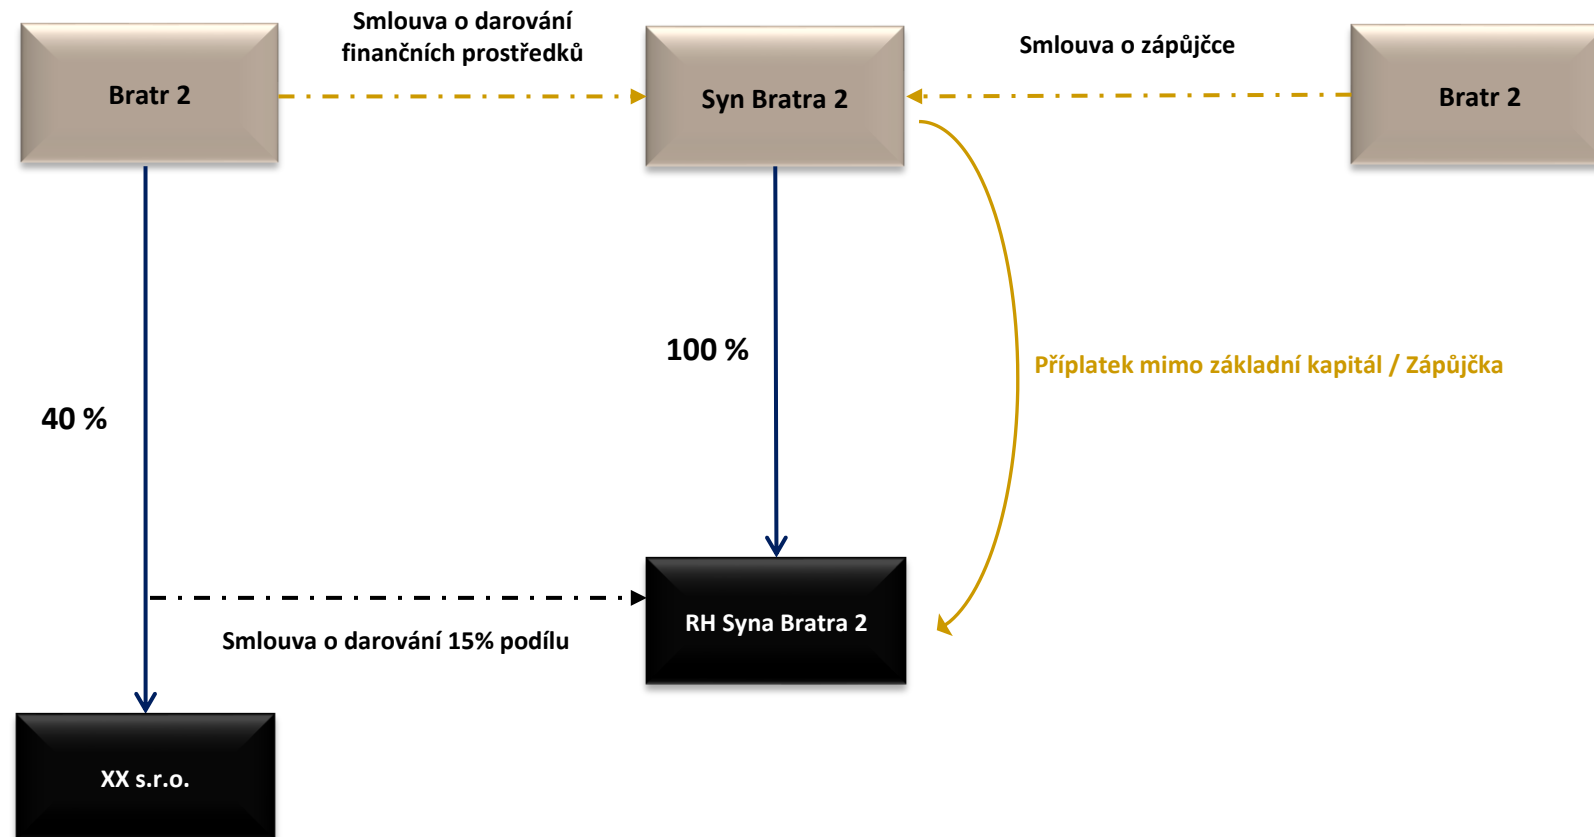 Smlouva o darování
finančních prostředků
Smlouva o zápůjčce
Bratr 2
Syn Bratra 2
Bratr 2
100 %
Příplatek mimo základní kapitál / Zápůjčka
40 %
RH Syna Bratra 2
Smlouva o darování 15% podílu
XX s.r.o.